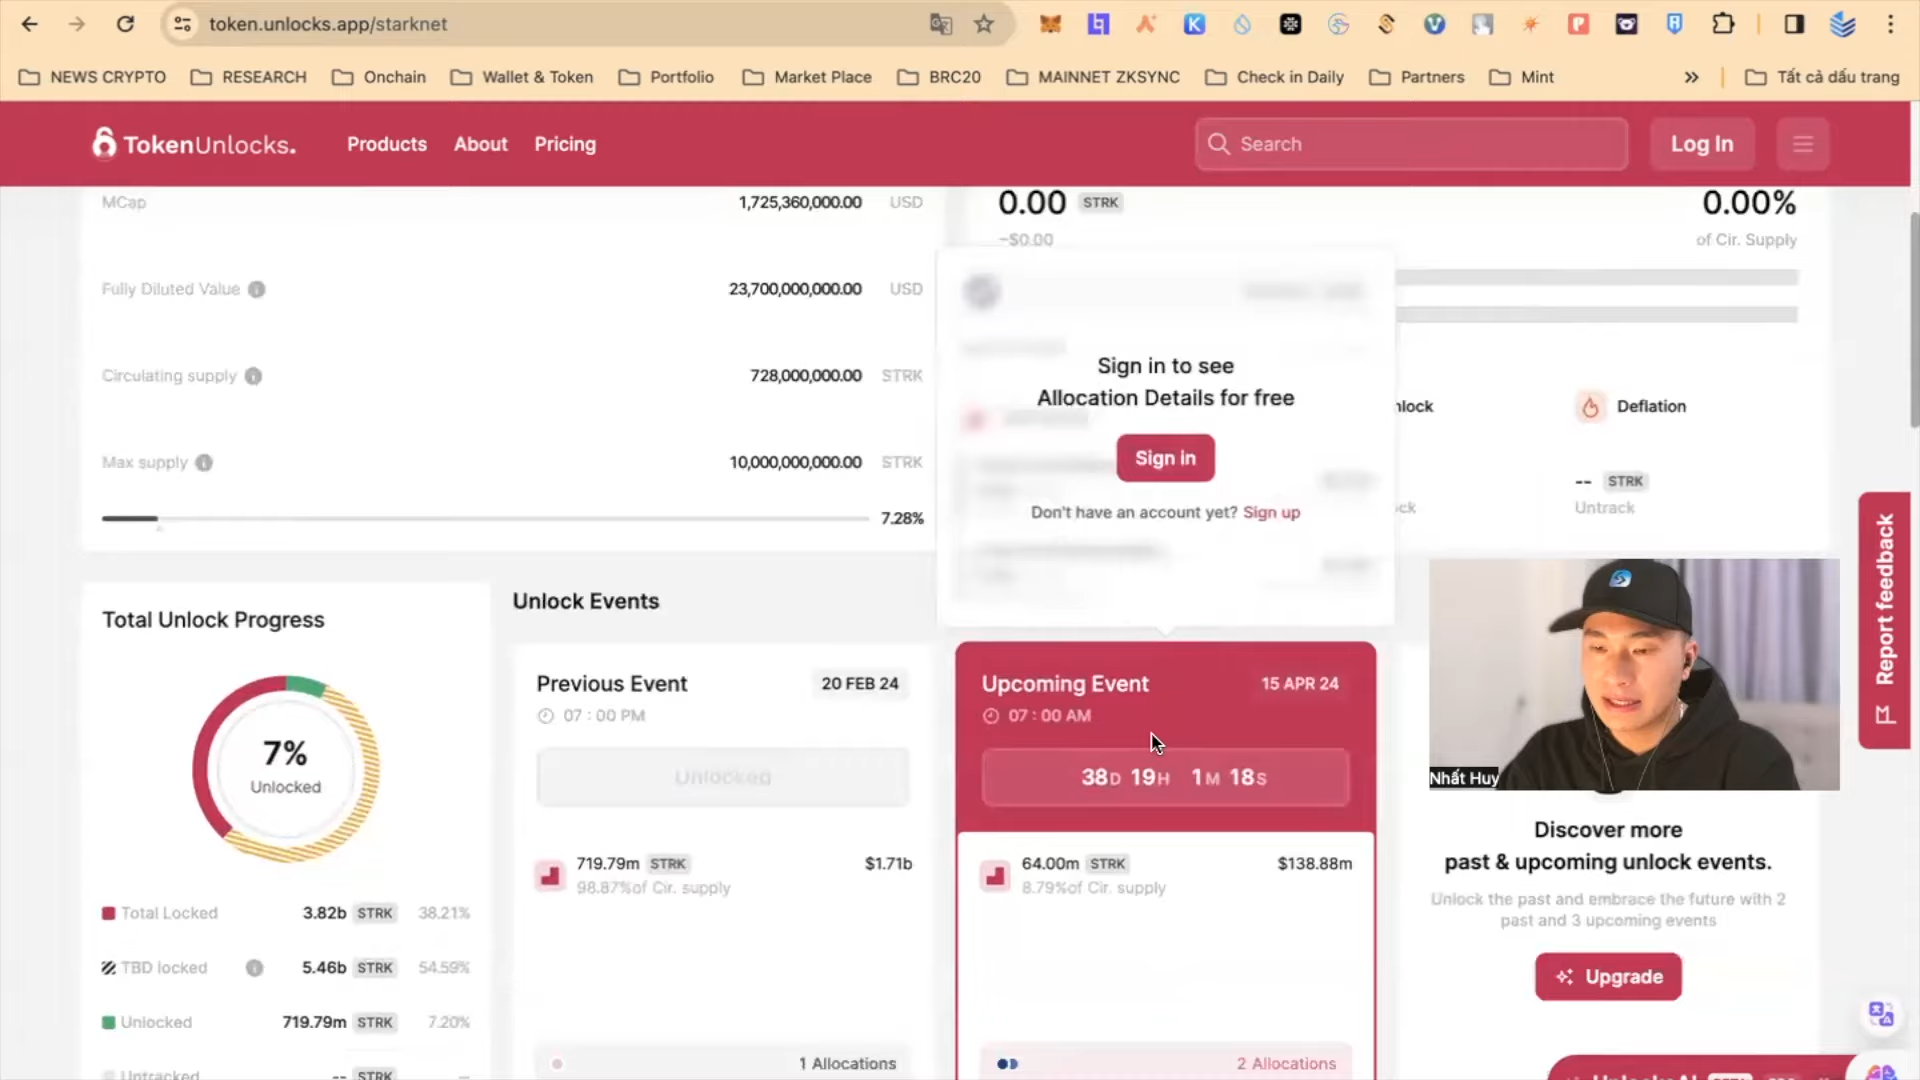 token.unlocks.app/starknet
NEWS CRYPTO
RESEARCH
Onchain
Wallet & Token
Portfolio
Market Place
BRC20
MAINNET ZKSYNC
Check in Daily
Partners
Mint
»
Tất cả dấu trang
TokenUnlocks.
Products
About
Pricing
Search
Log In
MCap
1,725,360,000.00 USD
Fully Diluted Value
23,700,000,000.00 USD
Circulating supply
728,000,000.00 STRK
Max supply
10,000,000,000.00 STRK
7.28%
0.00 STRK
0.00%
~$0.00
of Cir. Supply
Sign in to see
Allocation Details for free
Sign in
Don't have an account yet? Sign up
nlock
Deflation
-- STRK
ck
Untrack
Report feedback
Total Unlock Progress
7%
Unlocked
Total Locked 3.82b STRK 38.21%
TBD locked 5.46b STRK 54.59%
Unlocked 719.79m STRK 7.20%
Untracked -- STRK --
Unlock Events
Previous Event
20 FEB 24
07 : 00 PM
Unlocked
719.79m STRK $1.71b
98.87%of Cir. supply
1 Allocations
Upcoming Event
15 APR 24
07 : 00 AM
38D 19H 1M 18S
64.00m STRK $138.88m
8.79%of Cir. supply
2 Allocations
Nhất Huy
Discover more
past & upcoming unlock events.
Unlock the past and embrace the future with 2
past and 3 upcoming events
Upgrade